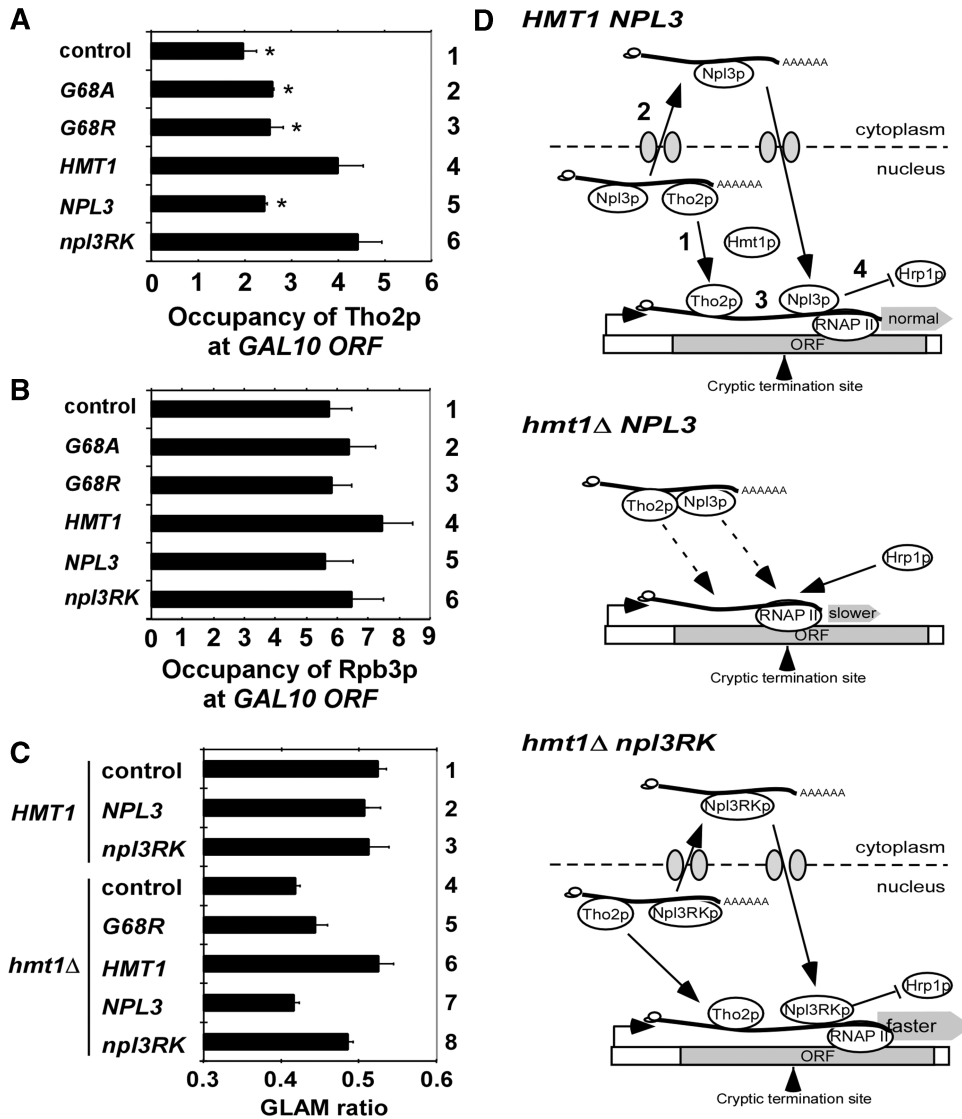 A
control * 1
G68A * 2
G68R * 3
HMT1 4
NPL3 * 5
npl3RK 6
0 1 2 3 4 5 6
Occupancy of Tho2p
at GAL10 ORF
B
control 1
G68A 2
G68R 3
HMT1 4
NPL3 5
npl3RK 6
0 1 2 3 4 5 6 7 8 9
Occupancy of Rpb3p
at GAL10 ORF
C
HMT1
control 1
NPL3 2
npl3RK 3
hmt1Δ
control 4
G68R 5
HMT1 6
NPL3 7
npl3RK 8
0.3 0.4 0.5 0.6
GLAM ratio
D
HMT1 NPL3
Npl3p AAAAAA
2
cytoplasm
nucleus
AAAAAA
Npl3p Tho2p
1 Hmt1p
4 Hrp1p
Tho2p 3 Npl3p
RNAP II normal
ORF
Cryptic termination site
hmt1Δ NPL3
AAAAAA
Tho2p Npl3p
Hrp1p
RNAP II slower
ORF
Cryptic termination site
hmt1Δ npl3RK
Npl3RKp AAAAAA
cytoplasm
nucleus
AAAAAA
Tho2p Npl3RKp
Hrp1p
Tho2p Npl3RKp
RNAP II faster
ORF
Cryptic termination site